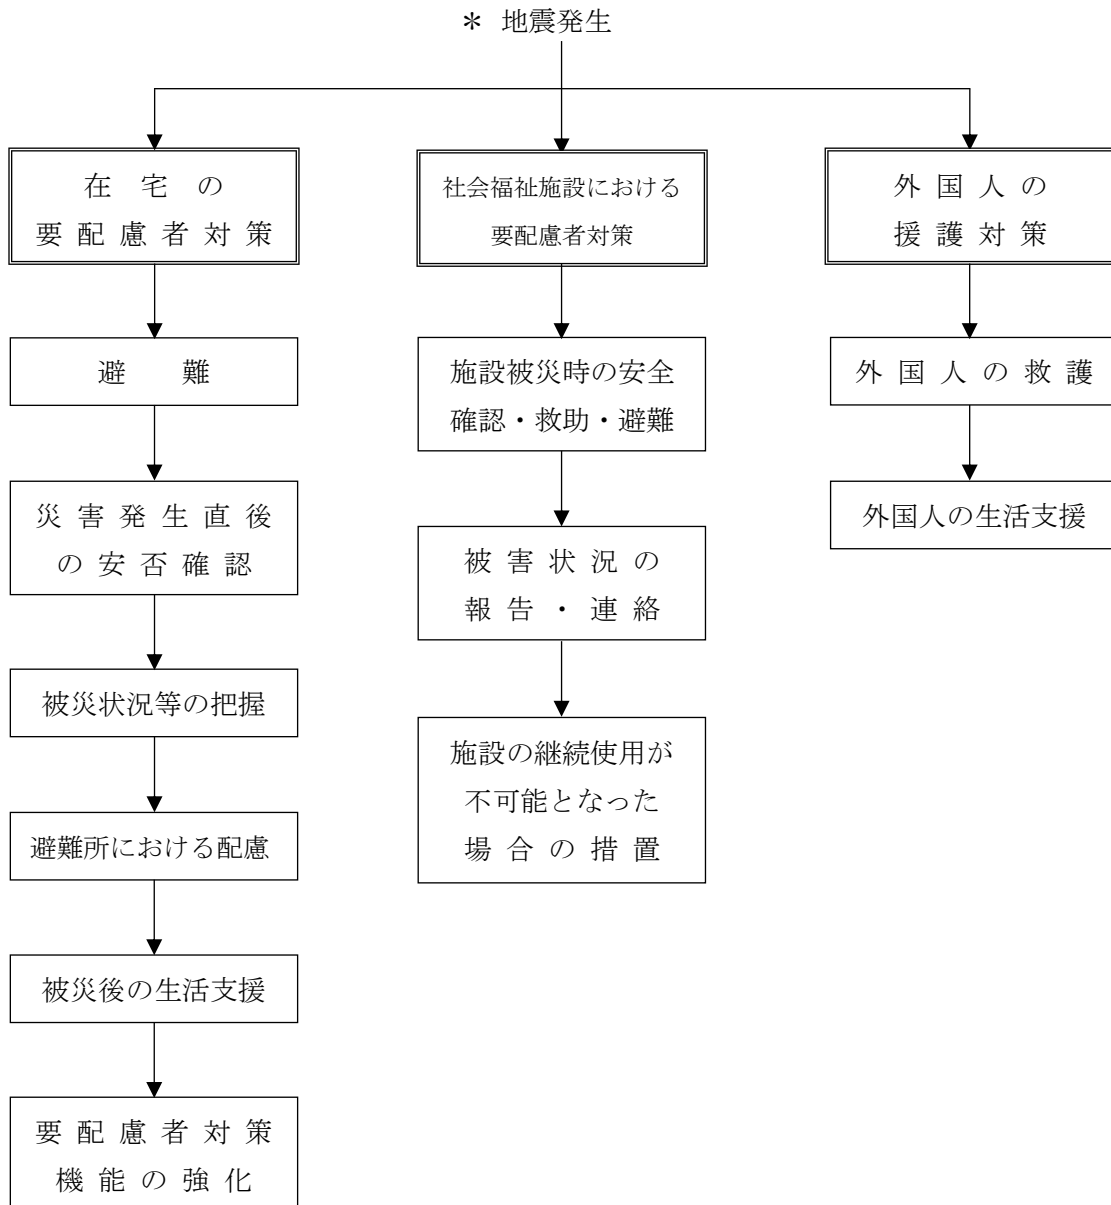 ＊ 地震発生
在宅の
要配慮者対策
避難
災害発生直後
の安否確認
被災状況等の把握
避難所における配慮
被災後の生活支援
要配慮者対策
機能の強化
社会福祉施設における
要配慮者対策
施設被災時の安全
確認・救助・避難
被害状況の
報告・連絡
施設の継続使用が
不可能となった
場合の措置
外国人の
援護対策
外国人の救護
外国人の生活支援